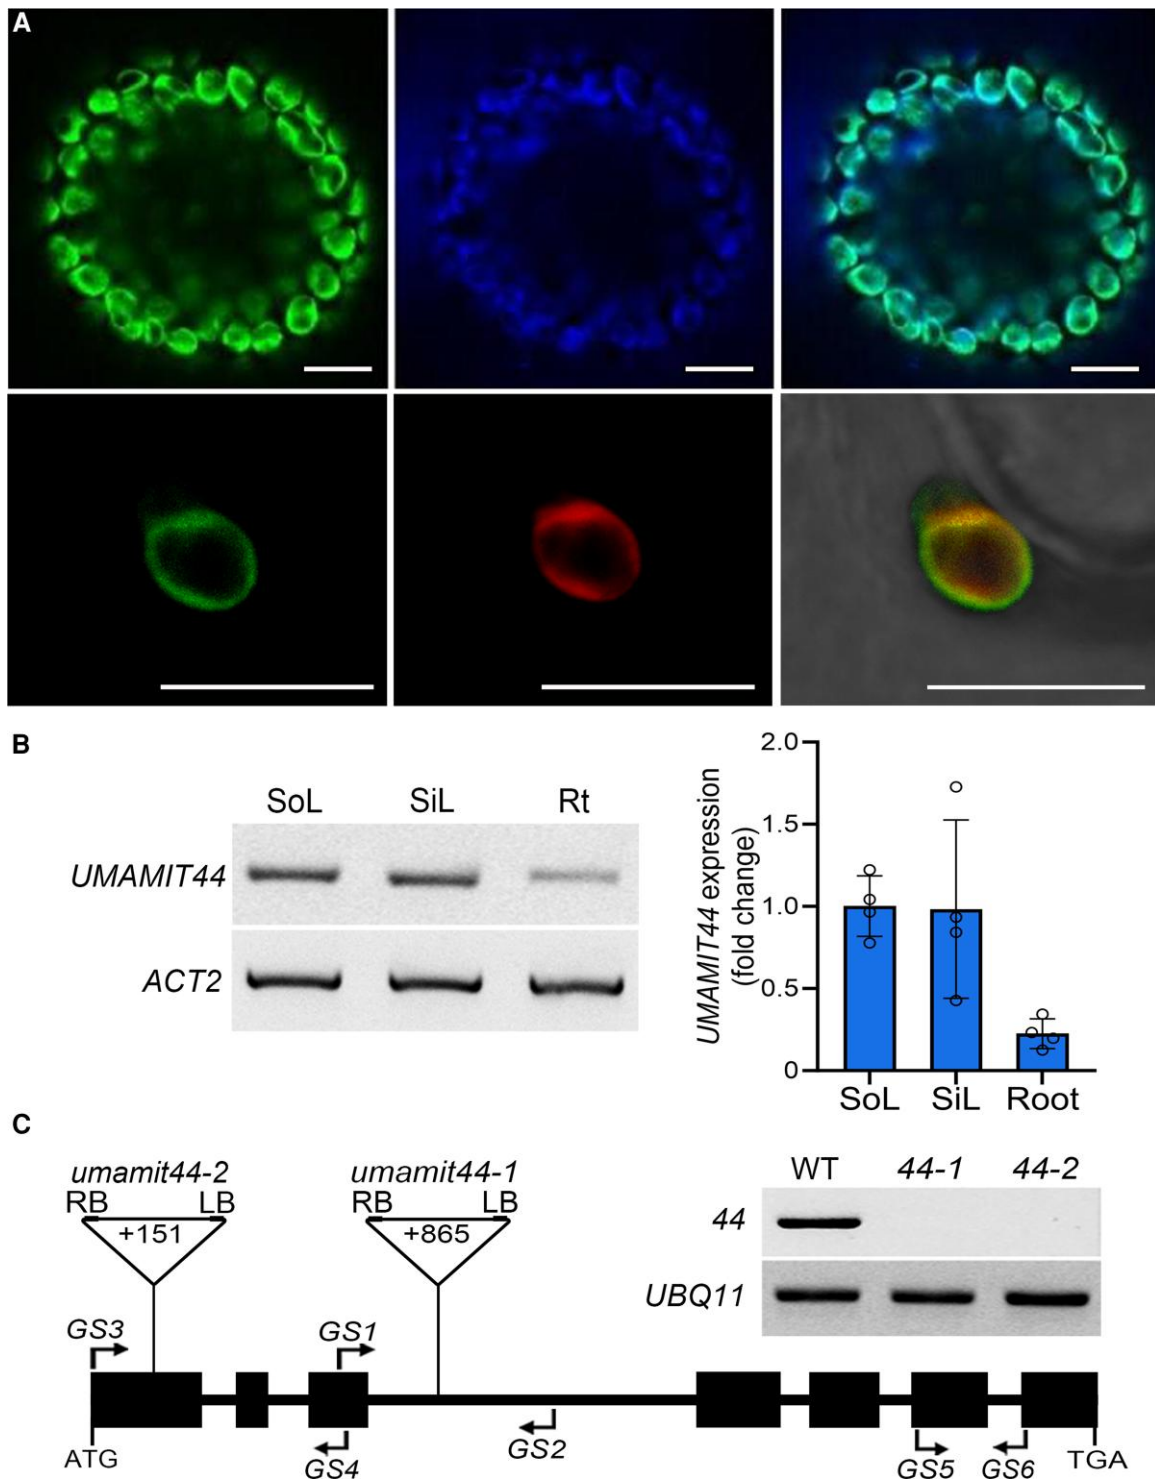 A
B
SoL SiL Rt
UMAMIT44
ACT2
UMAMIT44 expression
(fold change)
2.0
1.5
1.0
0.5
0
SoL SiL Root
C
umamit44-2 umamit44-1
RB LB RB LB
+151 +865
WT 44-1 44-2
44
UBQ11
GS3 GS1
ATG GS4 GS2 GS5 GS6 TGA